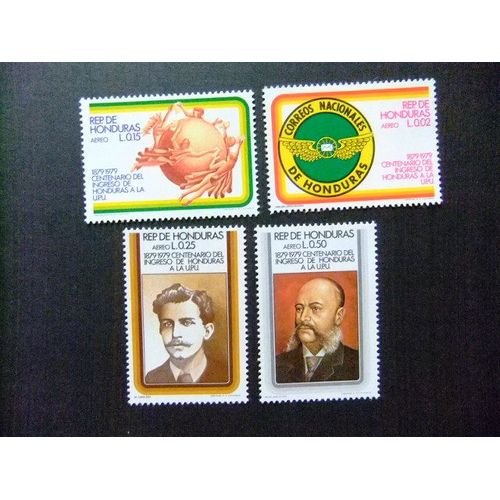 REP DE
HONDURAS
AEREO L.0.15
1879 1979
CENTENARIO DEL
INGRESO DE
HONDURAS A LA
U.P.U.
CORREOS NACIONALES
DE HONDURAS
REP DE
HONDURAS
AEREO L.0.02
1879 1979
CENTENARIO DEL
INGRESO DE
HONDURAS A LA
U.P.U.
REP. DE HONDURAS
AEREO L.0.25
1879 1979 CENTENARIO DEL
INGRESO DE HONDURAS
A LA U.P.U.
REP. DE HONDURAS
AEREO L.0.50
1879 1979 CENTENARIO DEL
INGRESO DE HONDURAS
A LA U.P.U.